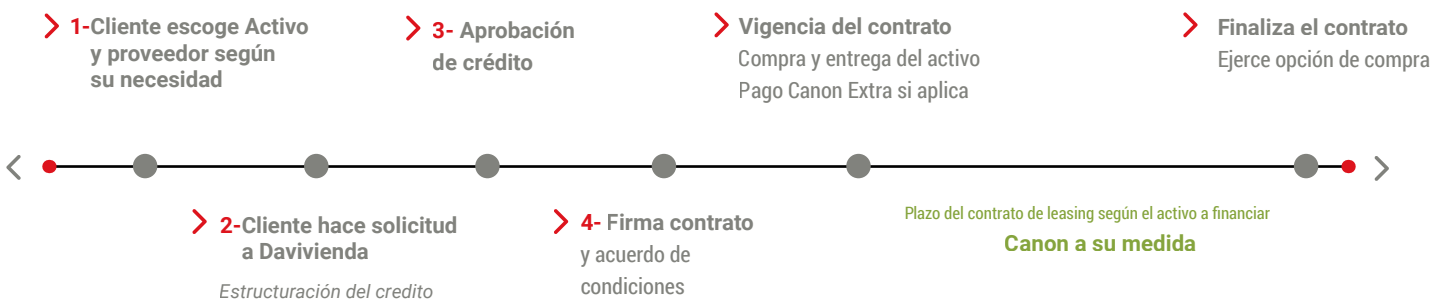 1-Cliente escoge Activo
y proveedor según
su necesidad
2-Cliente hace solicitud
a Davivienda
Estructuración del credito
3- Aprobación
de crédito
4- Firma contrato
y acuerdo de
condiciones
Vigencia del contrato
Compra y entrega del activo
Pago Canon Extra si aplica
Plazo del contrato de leasing según el activo a financiar
Canon a su medida
Finaliza el contrato
Ejerce opción de compra